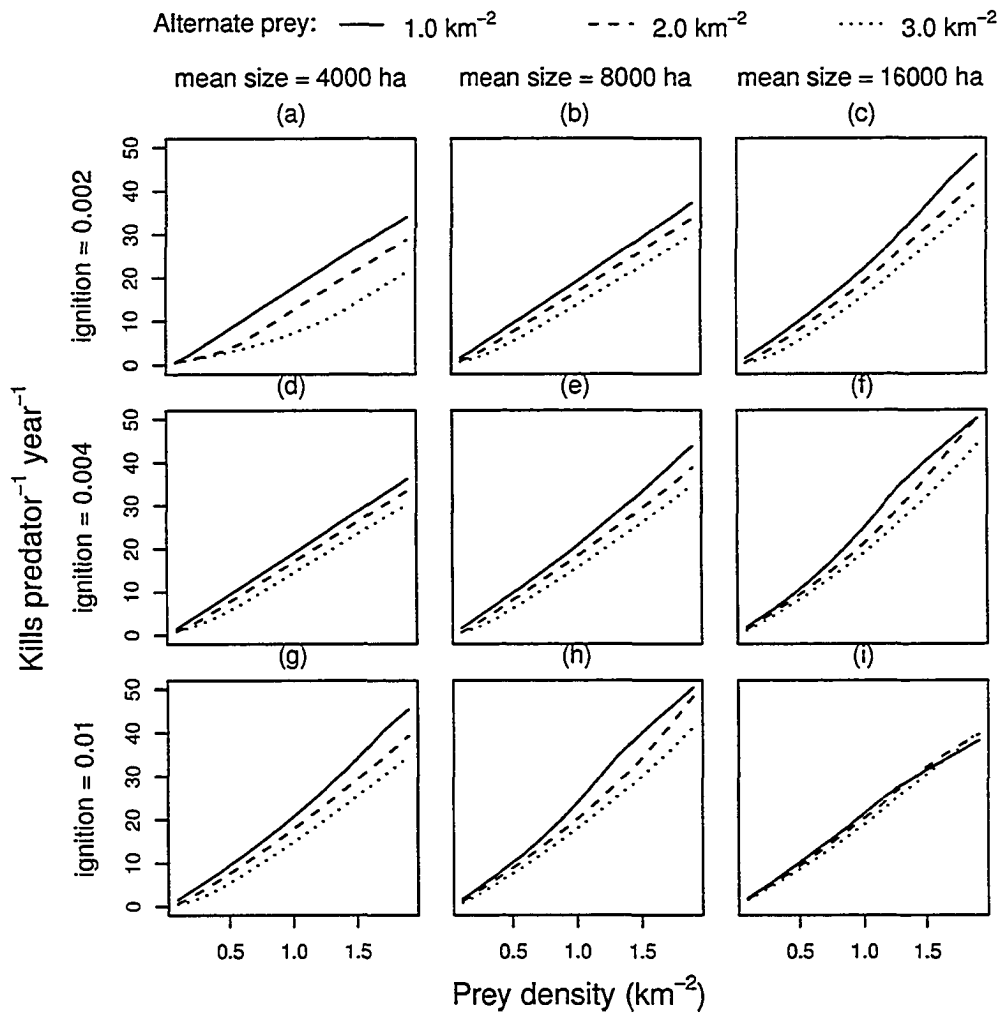 Alternate prey: 1.0 km⁻² 2.0 km⁻² 3.0 km⁻²
mean size = 4000 ha mean size = 8000 ha mean size = 16000 ha
(a) (b) (c)
50
40
30
20
10
0
ignition = 0.002
(d) (e) (f)
50
40
30
20
10
0
ignition = 0.004
Kills predator⁻¹ year⁻¹
(g) (h) (i)
50
40
30
20
10
0
ignition = 0.01
0.5 1.0 1.5 0.5 1.0 1.5 0.5 1.0 1.5
Prey density (km⁻²)